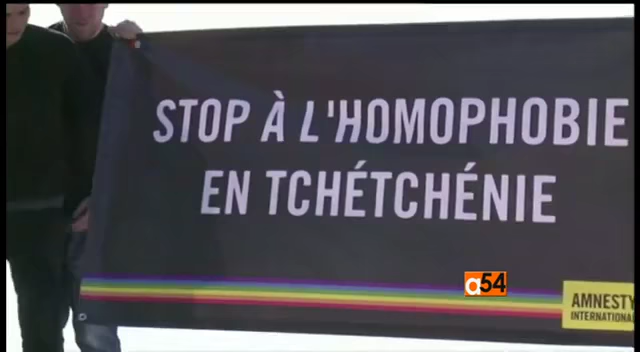 STOP À L'HOMOPHOBIE
EN TCHÉTCHÉNIE
a54
AMNESTY
INTERNATIONAL